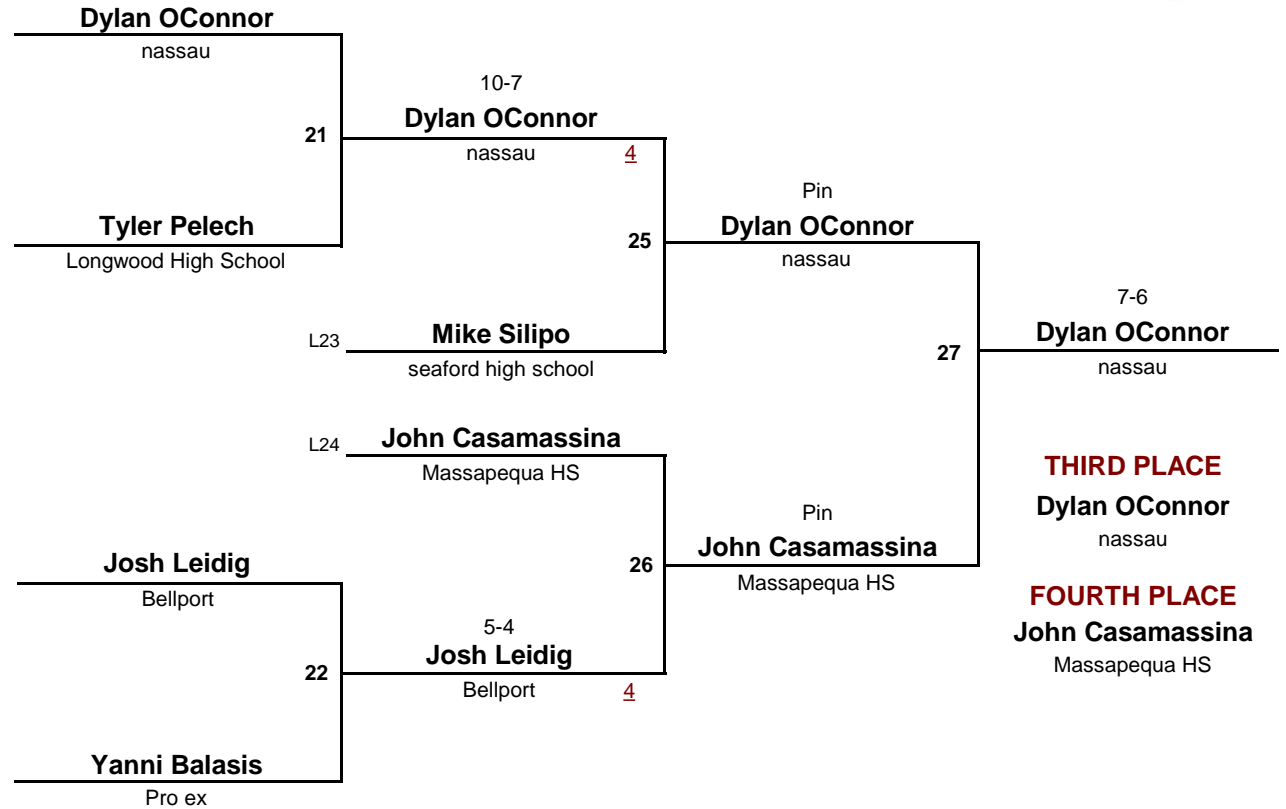 Dylan OConnor
nassau
10-7
21
Dylan OConnor
nassau
4
Pin
Tyler Pelech
Longwood High School
25
Dylan OConnor
nassau
7-6
L23
Mike Silipo
seaford high school
27
Dylan OConnor
nassau
L24
John Casamassina
Massapequa HS
THIRD PLACE
Dylan OConnor
nassau
Pin
Josh Leidig
Bellport
26
John Casamassina
Massapequa HS
FOURTH PLACE
John Casamassina
Massapequa HS
5-4
22
Josh Leidig
Bellport
4
Yanni Balasis
Pro ex